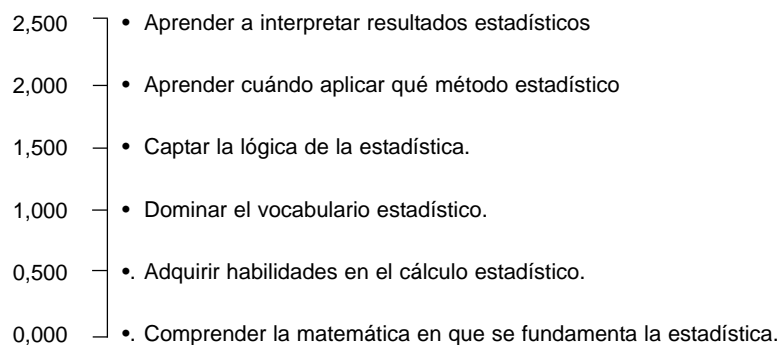 2,500 • Aprender a interpretar resultados estadísticos
2,000 • Aprender cuándo aplicar qué método estadístico
1,500 • Captar la lógica de la estadística.
1,000 • Dominar el vocabulario estadístico.
0,500 •. Adquirir habilidades en el cálculo estadístico.
0,000 •. Comprender la matemática en que se fundamenta la estadística.